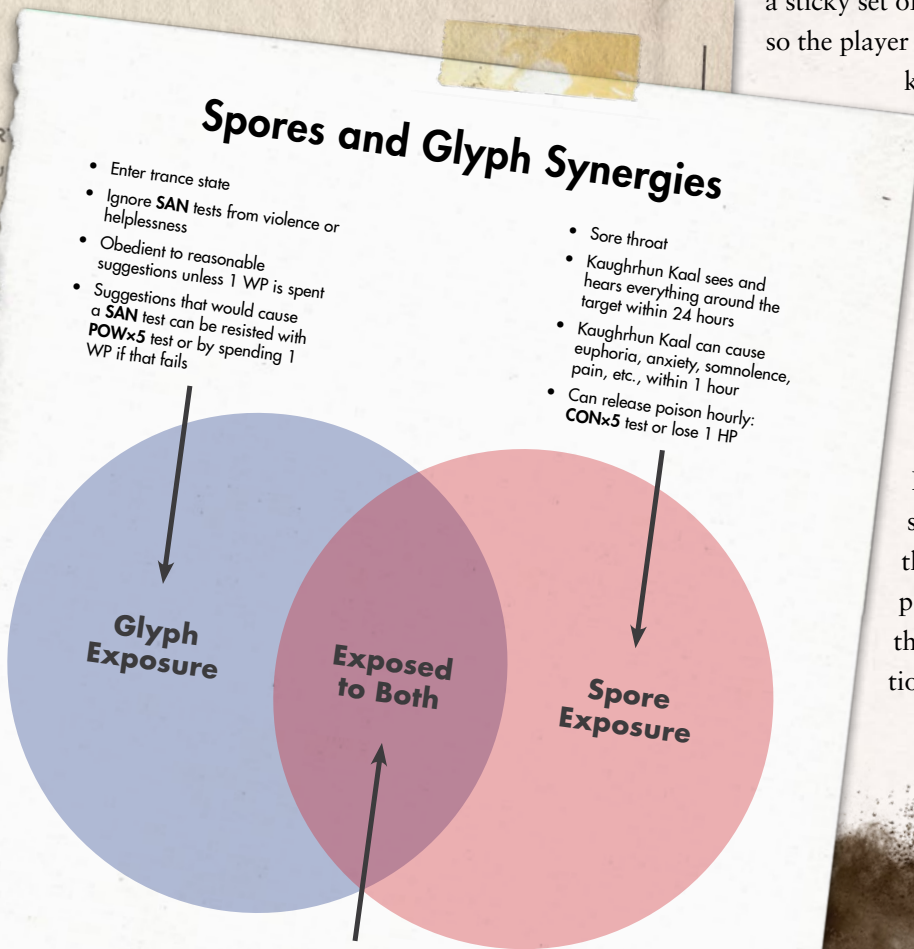 a sticky set of
so the player
Spores and Glyph Synergies
• Enter trance state
• Ignore SAN tests from violence or
helplessness
• Obedient to reasonable
suggestions unless 1 WP is spent
• Suggestions that would cause
a SAN test can be resisted with
POW×5 test or by spending 1
WP if that fails
• Sore throat
• Kaughrhun Kaal sees and
hears everything around the
target within 24 hours
• Kaughrhun Kaal can cause
euphoria, anxiety, somnolence,
pain, etc., within 1 hour
• Can release poison hourly:
CON×5 test or lose 1 HP
Glyph
Exposure
Exposed
to Both
Spore
Exposure